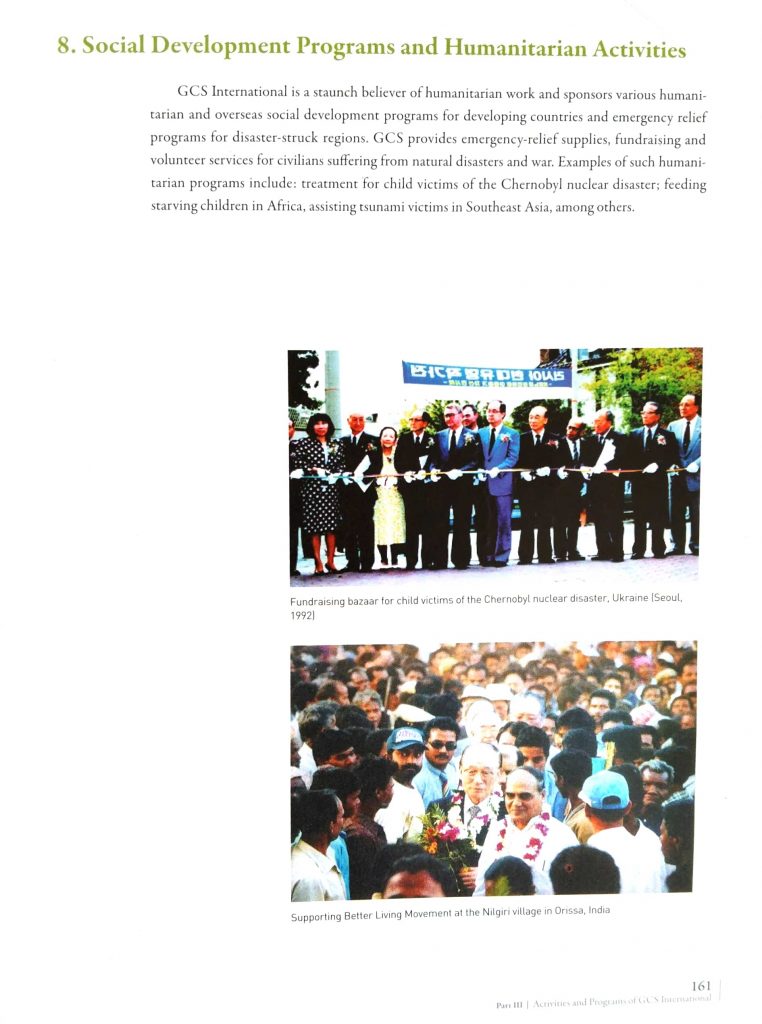 8. Social Development Programs and Humanitarian Activities
GCS International is a staunch believer of humanitarian work and sponsors various humani-
tarian and overseas social development programs for developing countries and emergency relief
programs for disaster-struck regions. GCS provides emergency-relief supplies, fundraising and
volunteer services for civilians suffering from natural disasters and war. Examples of such humani-
tarian programs include: treatment for child victims of the Chernobyl nuclear disaster; feeding
starving children in Africa, assisting tsunami victims in Southeast Asia, among others.
Fundraising bazaar for child victims of the Chernobyl nuclear disaster, Ukraine (Seoul,
1992)
Supporting Better Living Movement at the Nilgiri village in Orissa, India
161
Part III | Activities and Programs of GCS International